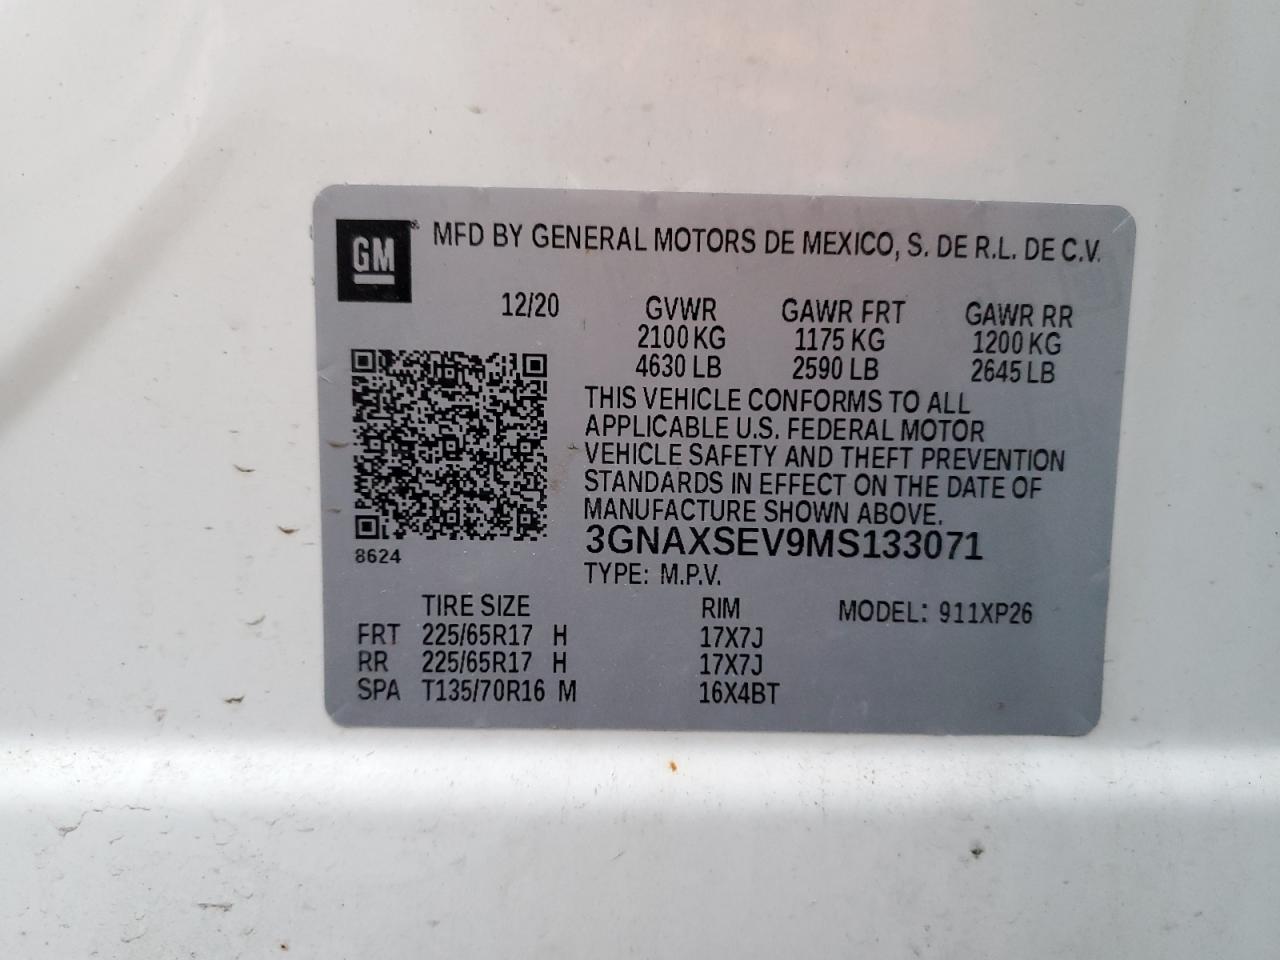 GM® MFD BY GENERAL MOTORS DE MEXICO, S. DE R.L. DE C.V.
12/20 GVWR GAWR FRT GAWR RR
2100 KG 1175 KG 1200 KG
4630 LB 2590 LB 2645 LB
THIS VEHICLE CONFORMS TO ALL
APPLICABLE U.S. FEDERAL MOTOR
VEHICLE SAFETY AND THEFT PREVENTION
STANDARDS IN EFFECT ON THE DATE OF
MANUFACTURE SHOWN ABOVE.
3GNAXSEV9MS133071
8624
TYPE: M.P.V.
TIRE SIZE RIM MODEL: 911XP26
FRT 225/65R17 H 17X7J
RR 225/65R17 H 17X7J
SPA T135/70R16 M 16X4BT